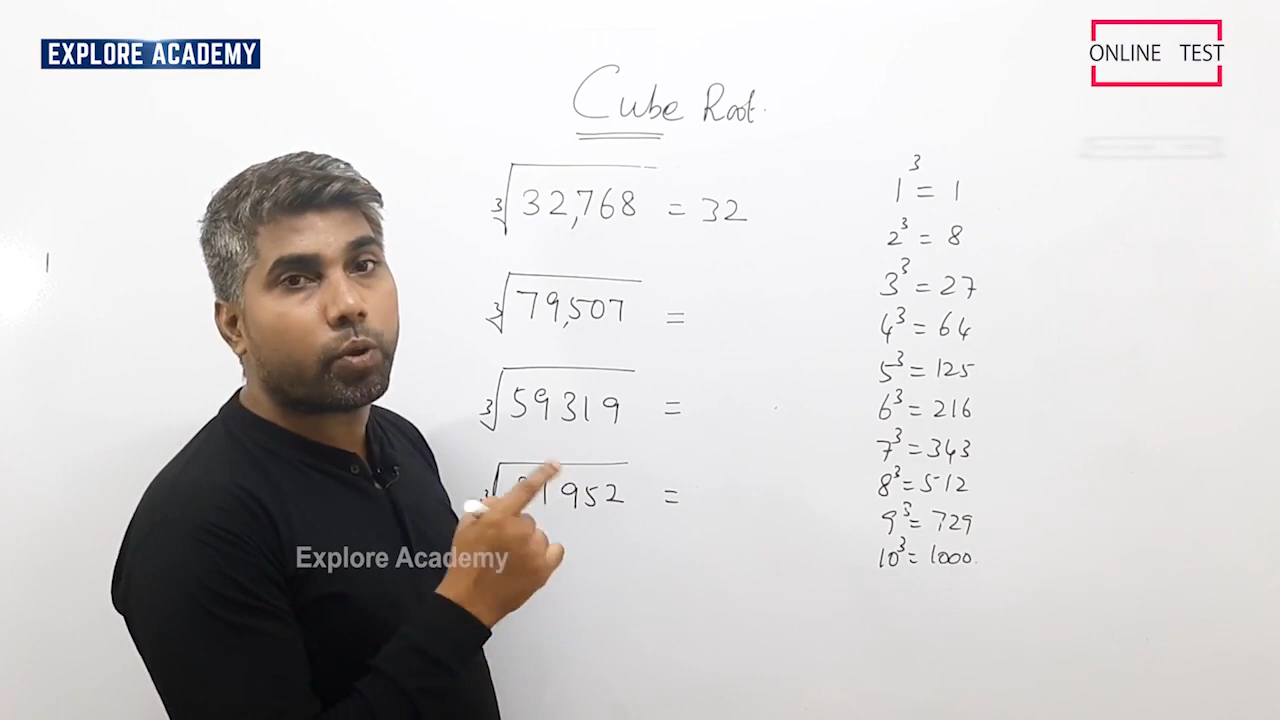 EXPLORE ACADEMY
ONLINE TEST
Cube Root.
∛32,768 = 32
∛79,507 =
∛59319 =
1952 =
1³ = 1
2³ = 8
3³ = 27
4³ = 64
5³ = 125
6³ = 216
7³ = 343
8³ = 512
9³ = 729
10³ = 1000.
Explore Academy